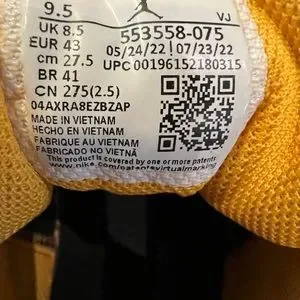 9.5 VJ
UK 8.5 553558-075
EUR 43 05/24/22 07/23/22
cm 27.5 UPC 00196152180315
BR 41
CN 275(2.5)
04AXRA8EZBZAP
MADE IN VIETNAM
HECHO EN VIETNAM
FABRIQUE AU VIETNAM
FABRICADO NO VIETNÃ
This product is covered by one or more patents.